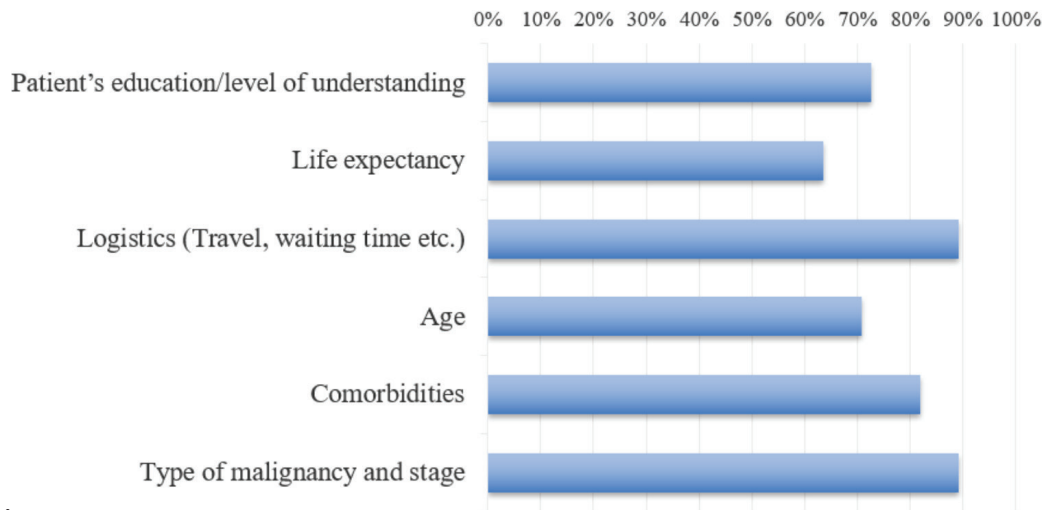 0% 10% 20% 30% 40% 50% 60% 70% 80% 90% 100%
Patient’s education/level of understanding
Life expectancy
Logistics (Travel, waiting time etc.)
Age
Comorbidities
Type of malignancy and stage